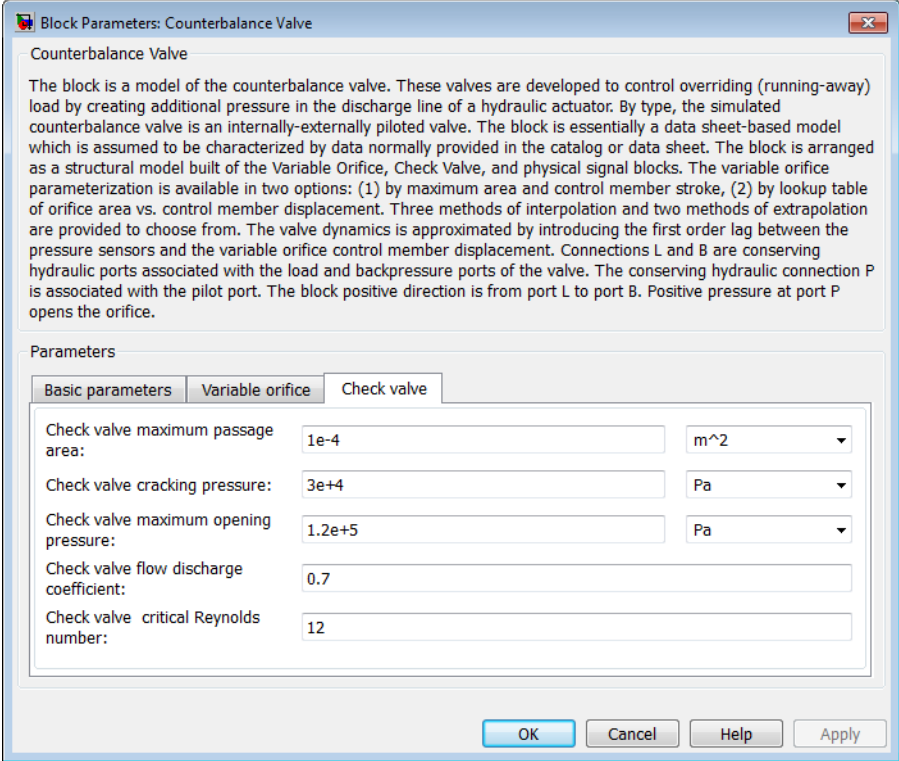 Block Parameters: Counterbalance Valve
Counterbalance Valve
The block is a model of the counterbalance valve. These valves are developed to control overriding (running-away)
load by creating additional pressure in the discharge line of a hydraulic actuator. By type, the simulated
counterbalance valve is an internally-externally piloted valve. The block is essentially a data sheet-based model
which is assumed to be characterized by data normally provided in the catalog or data sheet. The block is arranged
as a structural model built of the Variable Orifice, Check Valve, and physical signal blocks. The variable orifice
parameterization is available in two options: (1) by maximum area and control member stroke, (2) by lookup table
of orifice area vs. control member displacement. Three methods of interpolation and two methods of extrapolation
are provided to choose from. The valve dynamics is approximated by introducing the first order lag between the
pressure sensors and the variable orifice control member displacement. Connections L and B are conserving
hydraulic ports associated with the load and backpressure ports of the valve. The conserving hydraulic connection P
is associated with the pilot port. The block positive direction is from port L to port B. Positive pressure at port P
opens the orifice.
Parameters
Basic parameters Variable orifice Check valve
Check valve maximum passage
area: 1e-4 m^2
Check valve cracking pressure: 3e+4 Pa
Check valve maximum opening
pressure: 1.2e+5 Pa
Check valve flow discharge
coefficient: 0.7
Check valve critical Reynolds
number: 12
OK Cancel Help Apply